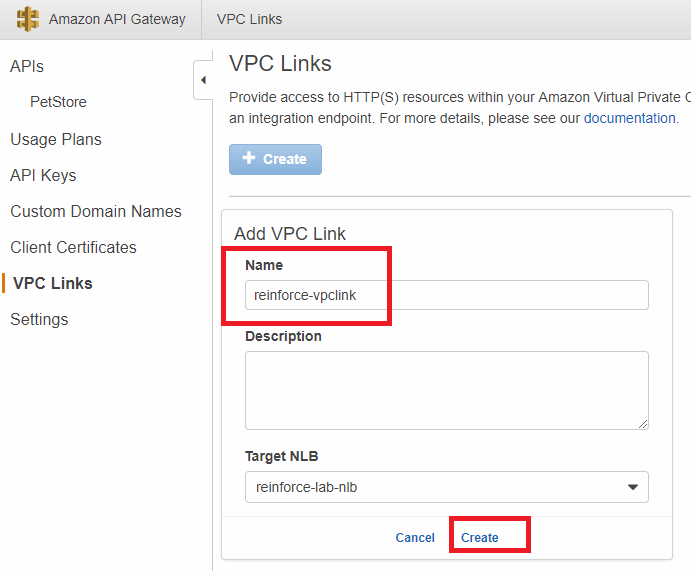 Amazon API Gateway
VPC Links
APIs
PetStore
Usage Plans
API Keys
Custom Domain Names
Client Certificates
VPC Links
Settings
VPC Links
Provide access to HTTP(S) resources within your Amazon Virtual Private
an integration endpoint. For more details, please see our documentation.
+ Create
Add VPC Link
Name
reinforce-vpclink
Description
Target NLB
reinforce-lab-nlb
Cancel
Create